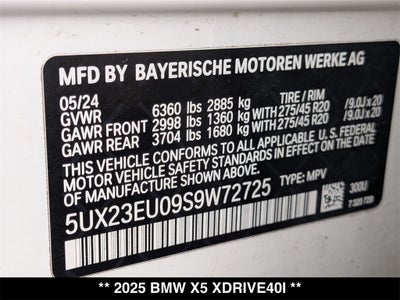 MFD BY BAYERISCHE MOTOREN WERKE AG
05/24 TIRE / RIM
GVWR 6360 lbs 2885 kg
GAWR FRONT 2998 lbs 1360 kg WITH 275/45 R20 /9.0J x 20
GAWR REAR 3704 lbs 1680 kg WITH 275/45 R20 /9.0J x 20
THIS VEHICLE CONFORMS TO ALL APPLICABLE U.S. FEDERAL
MOTOR VEHICLE SAFETY STANDARDS IN EFFECT ON THE DATE
OF MANUFACTURE SHOWN ABOVE.
5UX23EU09S9W72725 TYPE: MPV
300U
** 2025 BMW X5 XDRIVE40I **